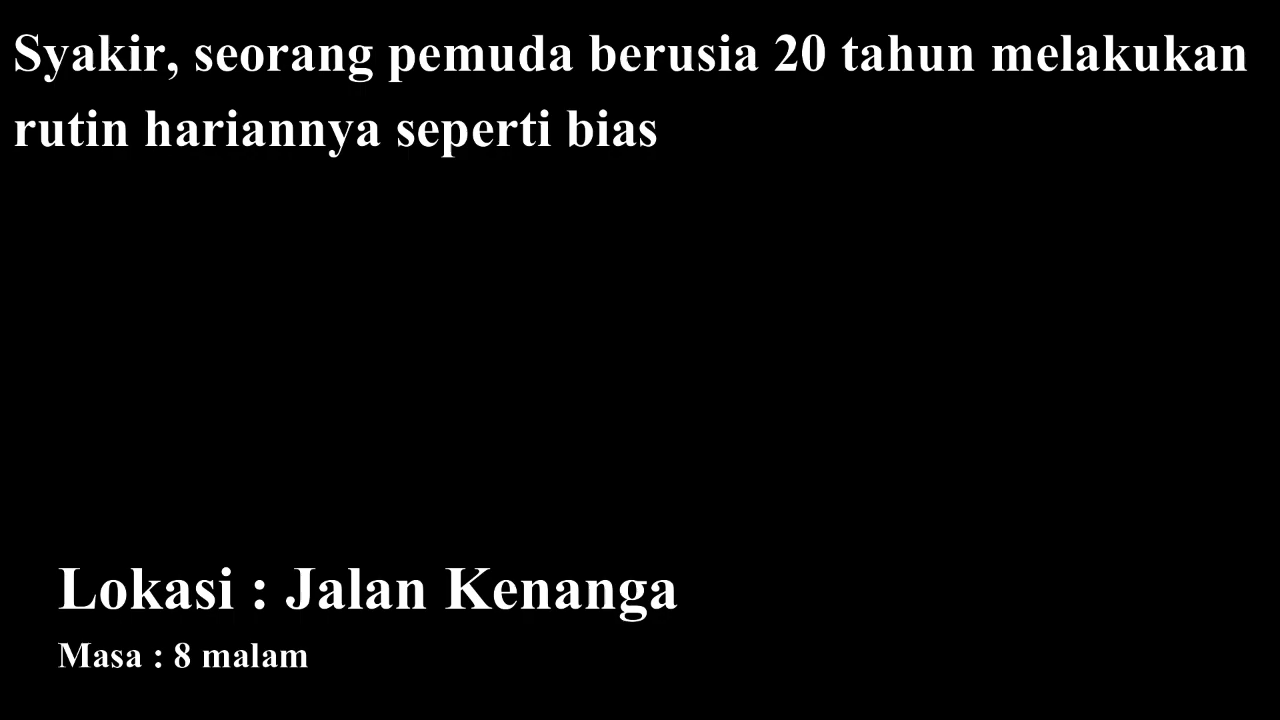 Syakir, seorang pemuda berusia 20 tahun melakukan
rutin hariannya seperti bias
Lokasi : Jalan Kenanga
Masa : 8 malam